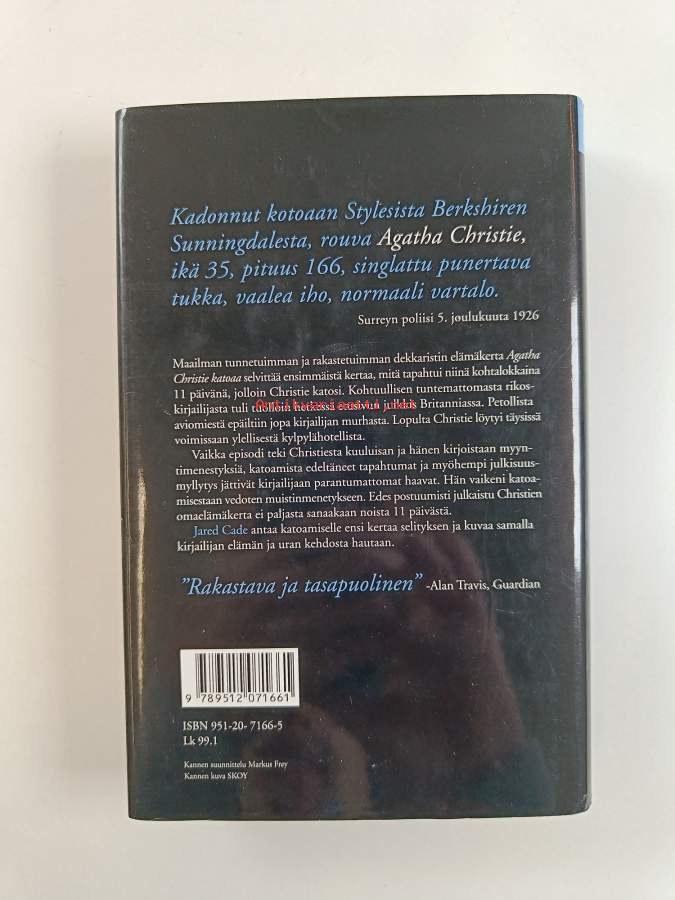 Kadonnut kotoaan Stylesista Berkshiren
Sunningdalesta, rouva Agatha Christie,
ikä 35, pituus 166, singlattu punertava
tukka, vaalea iho, normaali vartalo.
Surreyn poliisi 5. joulukuuta 1926
Maailman tunnetuimman ja rakastetuimman dekkaristin elämäkerta Agatha
Christie katoaa selvittää ensimmäistä kertaa, mitä tapahtui niinä kohtalokkaina
11 päivänä, jolloin Christie katosi. Kohtuullisen tuntemattomasta rikos-
kirjailijasta tuli tuolloin hetkessä etusivun julkkis Britanniassa. Petollista
aviomiestä epäiltiin jopa kirjailijan murhasta. Lopulta Christie löytyi täysissä
voimissaan ylellisestä kylpylähotellista.
Vaikka episodi teki Christiesta kuuluisan ja hänen kirjoistaan myyn-
timenestyksiä, katoamista edeltäneet tapahtumat ja myöhempi julkisuus-
myllytys jättivät kirjailijaan parantumattomat haavat. Hän vaikeni katoa-
misestaan vedoten muistinmenetykseen. Edes postuumisti julkaistu Christien
omaelämäkerta ei paljasta sanaakaan noista 11 päivästä.
Jared Cade antaa katoamiselle ensi kertaa selityksen ja kuvaa samalla
kirjailijan elämän ja uran kehdosta hautaan.
”Rakastava ja tasapuolinen” -Alan Travis, Guardian
9 789512 071661
ISBN 951-20-7166-5
Lk 99.1
Kannen suunnittelu Markus Frey
Kannen kuva SKOY